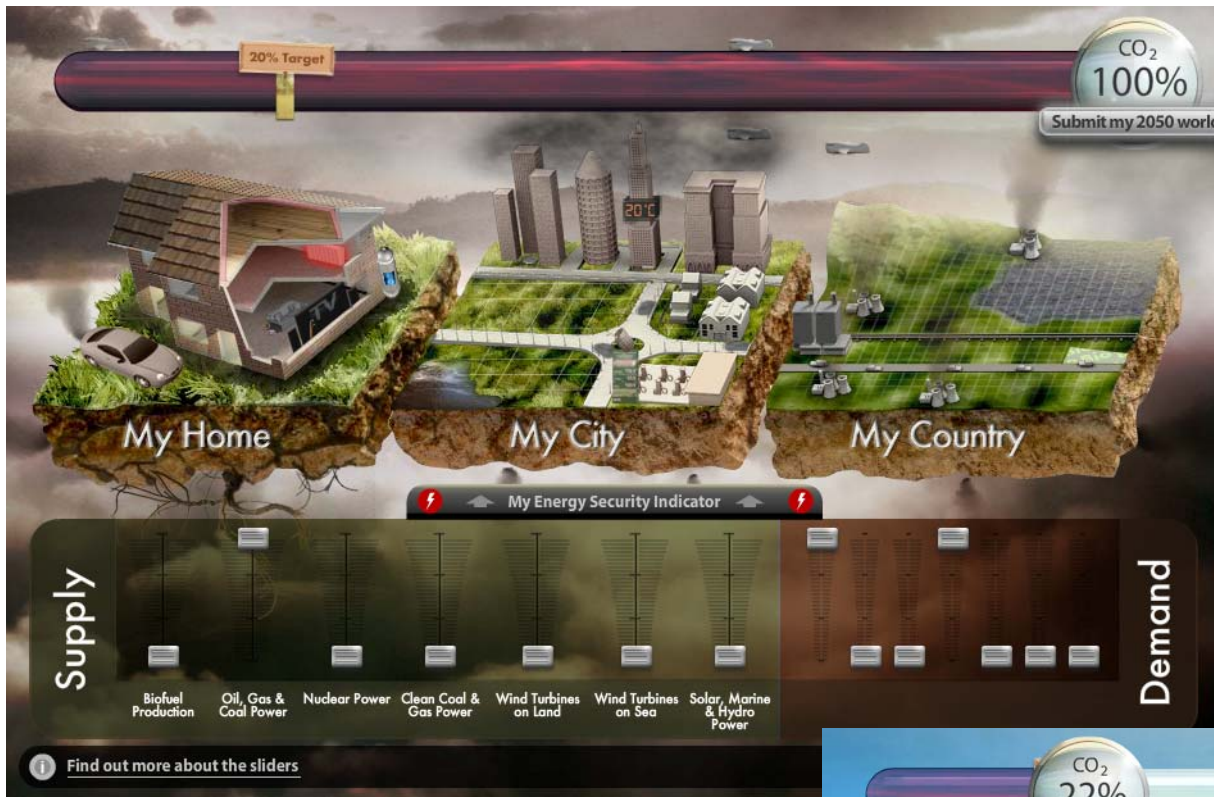 20% Target
CO₂
100%
Submit my 2050 worl
20°C
TV
My Home
My City
My Country
My Energy Security Indicator
Supply
Biofuel
Production
Oil, Gas &
Coal Power
Nuclear Power
Clean Coal &
Gas Power
Wind Turbines
on Land
Wind Turbines
on Sea
Solar, Marine
& Hydro
Power
Demand
i
Find out more about the sliders
CO₂
22%